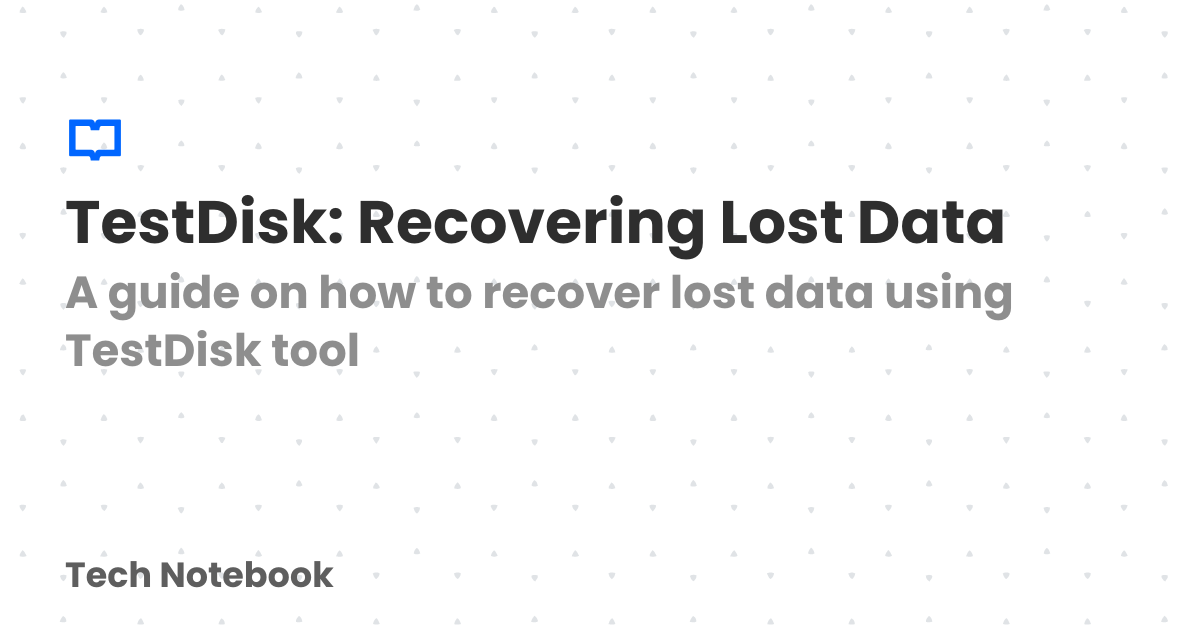 TestDisk: Recovering Lost Data
A guide on how to recover lost data using
TestDisk tool
Tech Notebook